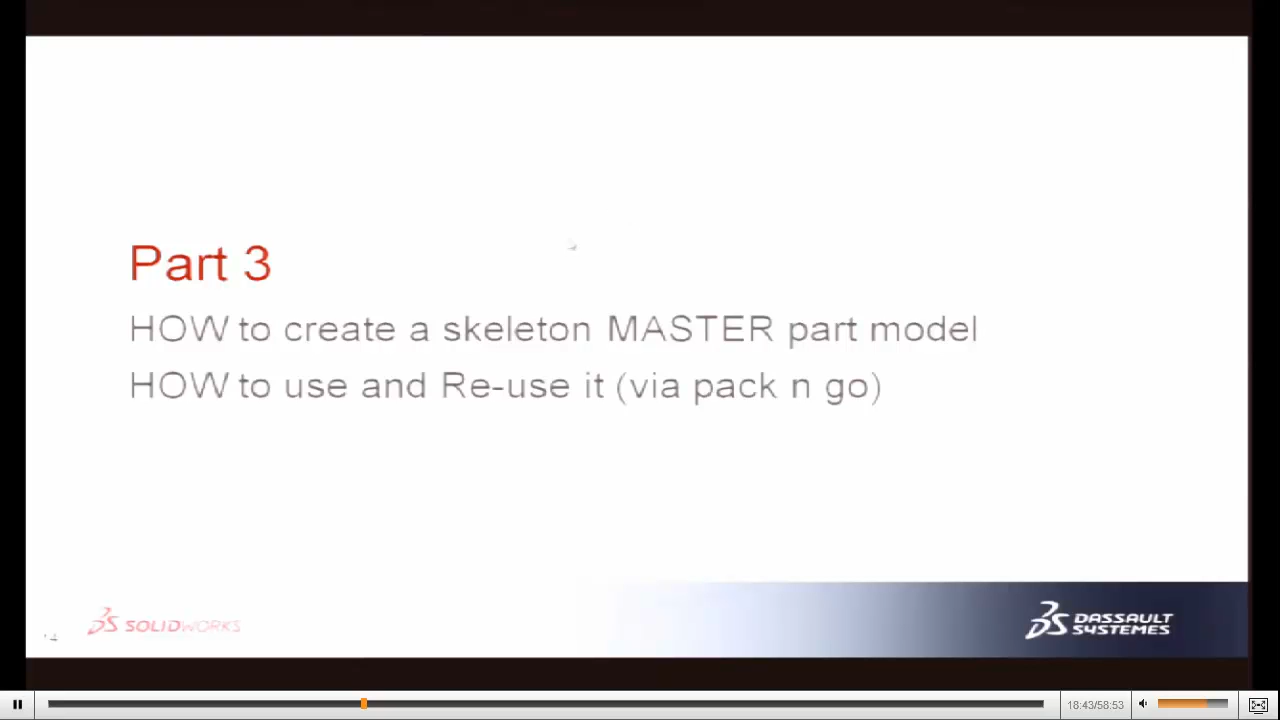 Part 3
HOW to create a skeleton MASTER part model
HOW to use and Re-use it (via pack n go)
SOLIDWORKS
DASSAULT
SYSTEMES
18:43/58:53